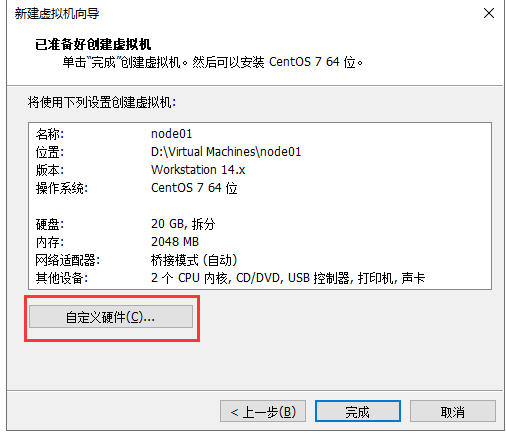 新建虚拟机向导
已准备好创建虚拟机
单击“完成”创建虚拟机。然后可以安装 CentOS 7 64 位。
将使用下列设置创建虚拟机:
名称: node01
位置: D:\Virtual Machines\node01
版本: Workstation 14.x
操作系统: CentOS 7 64 位
硬盘: 20 GB, 拆分
内存: 2048 MB
网络适配器: 桥接模式 (自动)
其他设备: 2 个 CPU 内核, CD/DVD, USB 控制器, 打印机, 声卡
自定义硬件(C)...
< 上一步(B) 完成 取消